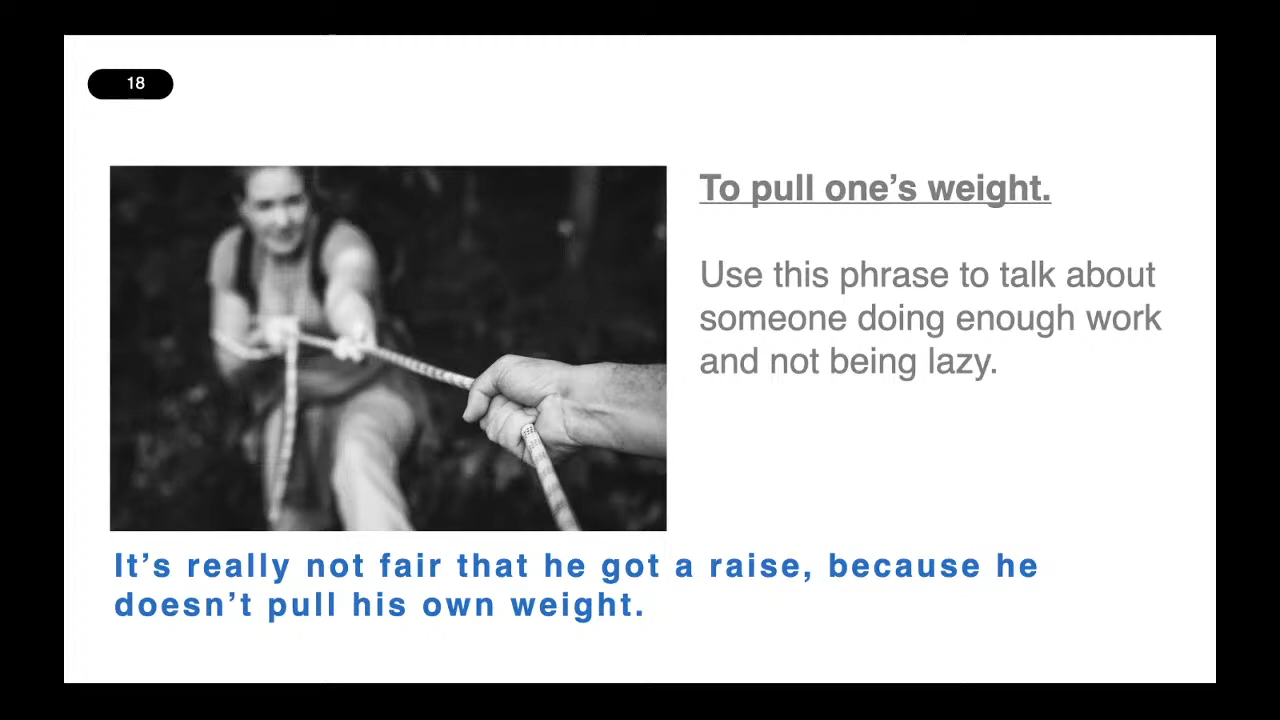 18
To pull one’s weight.
Use this phrase to talk about
someone doing enough work
and not being lazy.
It’s really not fair that he got a raise, because he
doesn’t pull his own weight.